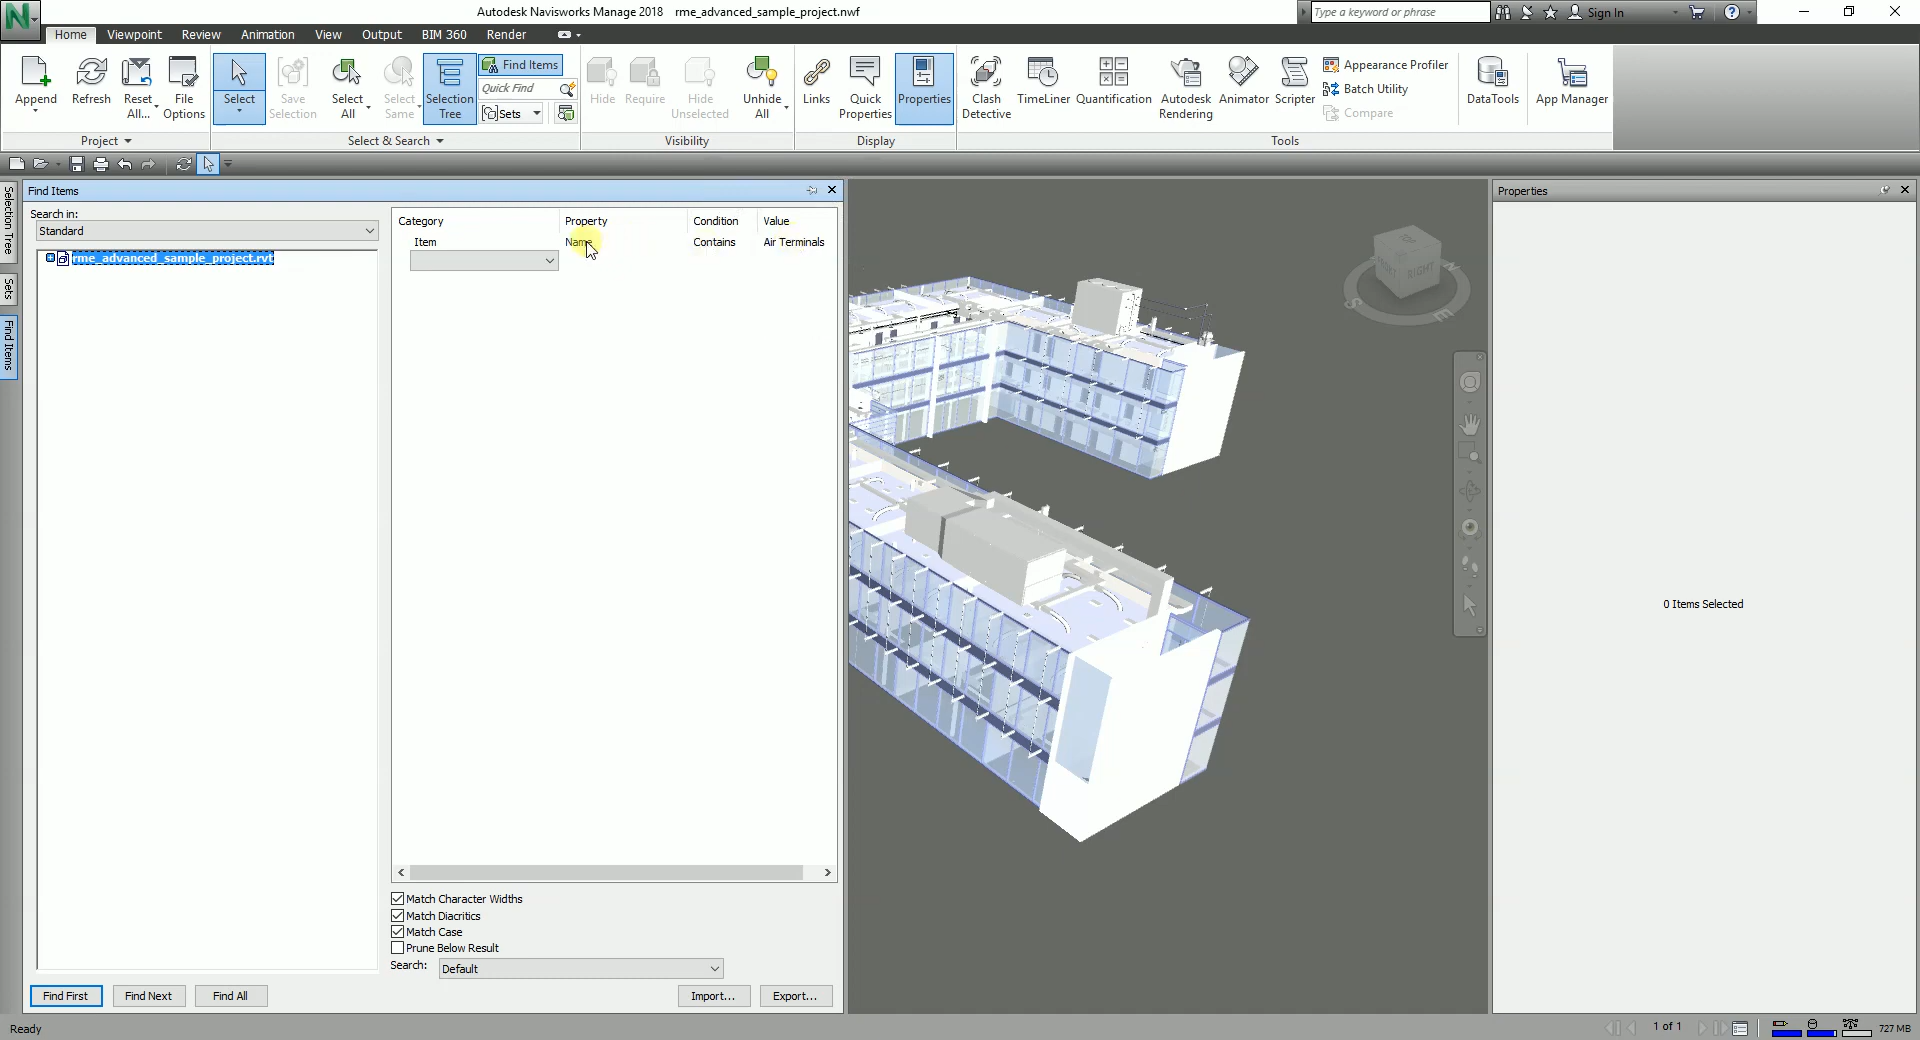 Autodesk Navisworks Manage 2018 rme_advanced_sample_project.nwf
Type a keyword or phrase
Sign In
Home Viewpoint Review Animation View Output BIM 360 Render
Append
Refresh
Reset All...
File Options
Select
Save Selection
Select All
Select Same
Selection Tree
Find Items
Quick Find
Sets
Hide
Require
Hide Unselected
Unhide All
Links
Quick Properties
Properties
Clash Detective
TimeLiner
Quantification
Autodesk Rendering
Animator
Scripter
Appearance Profiler
Batch Utility
Compare
DataTools
App Manager
Project Select & Search Visibility Display Tools
Selection Tree
Sets
Find Items
Find Items
Search in:
Standard
rme_advanced_sample_project.rvt
Category Property Condition Value
Item Name Contains Air Terminals
Match Character Widths
Match Diacritics
Match Case
Prune Below Result
Search: Default
Find First Find Next Find All Import... Export...
RIGHT
S
E
Properties
0 Items Selected
Ready
1 of 1
727 MB